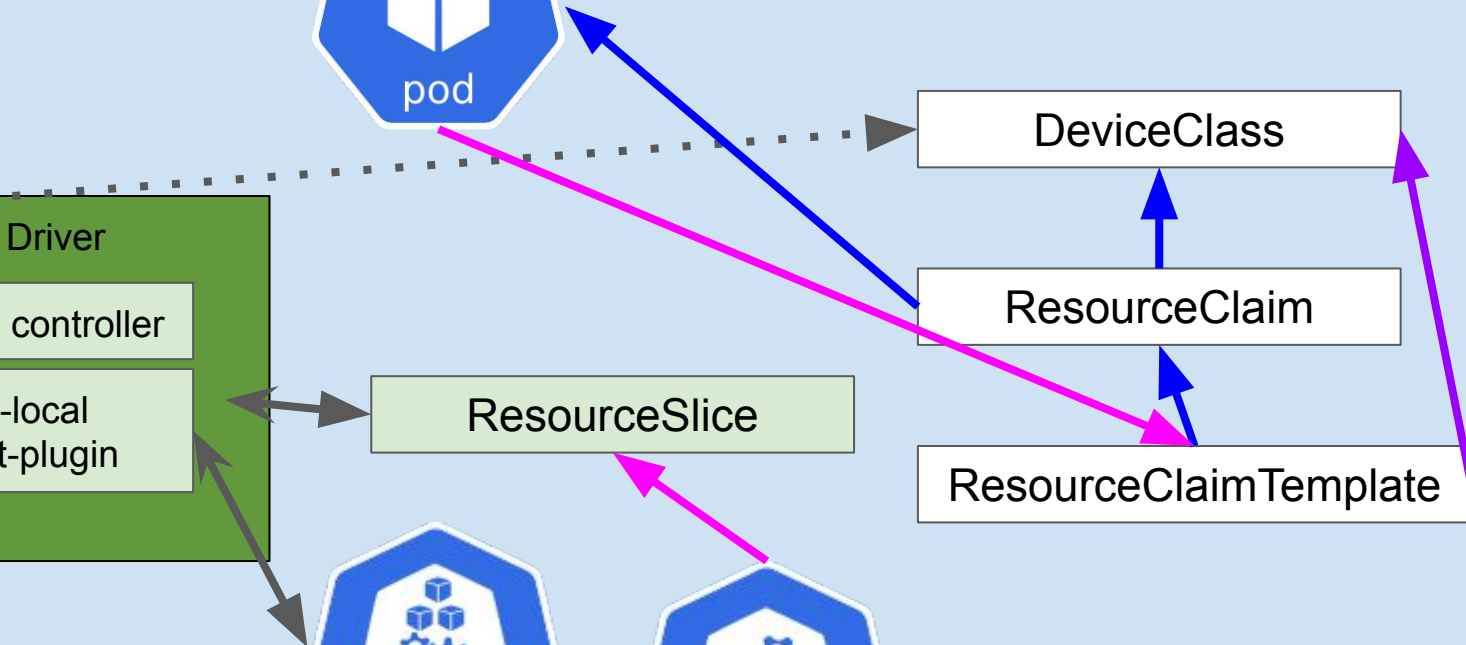 pod
DeviceClass
Driver
controller
ResourceClaim
-local
t-plugin
ResourceSlice
ResourceClaimTemplate